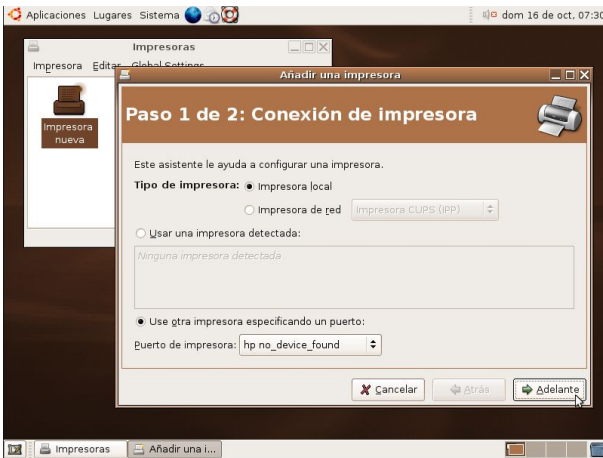 Aplicaciones Lugares Sistema dom 16 de oct, 07:30
Impresoras
Impresora Editar Global Settings
Impresora
nueva
Añadir una impresora
Paso 1 de 2: Conexión de impresora
Este asistente le ayuda a configurar una impresora.
Tipo de impresora: Impresora local
Impresora de red Impresora CUPS (IPP)
Usar una impresora detectada:
Ninguna impresora detectada
Use otra impresora especificando un puerto:
Puerto de impresora: hp no_device_found
Cancelar Atrás Adelante
Impresoras Añadir una i...